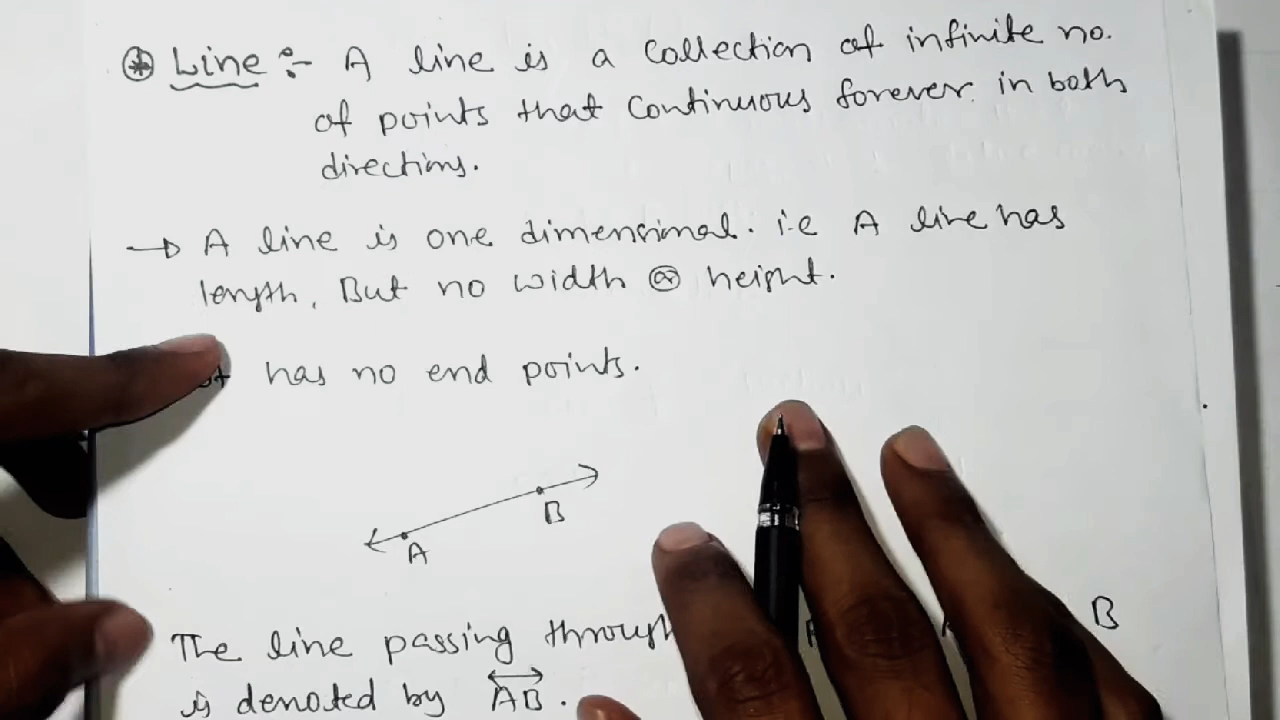 * Line :- A line is a collection of infinite no.
of points that continuous forever in both
directions.
→ A line is one dimensional. i.e A line has
length, But no width or height.
has no end points.
A
B
The line passing through B
is denoted by AB.